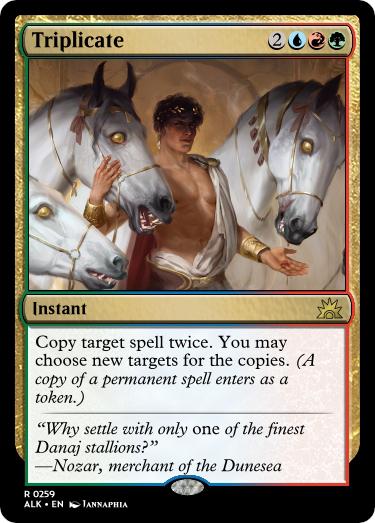 Triplicate 2
Instant
Copy target spell twice. You may
choose new targets for the copies. (A
copy of a permanent spell enters as a
token.)
“Why settle with only one of the finest
Danaj stallions?”
—Nozar, merchant of the Dunesea
R 0259
ALK • EN Jannaphia